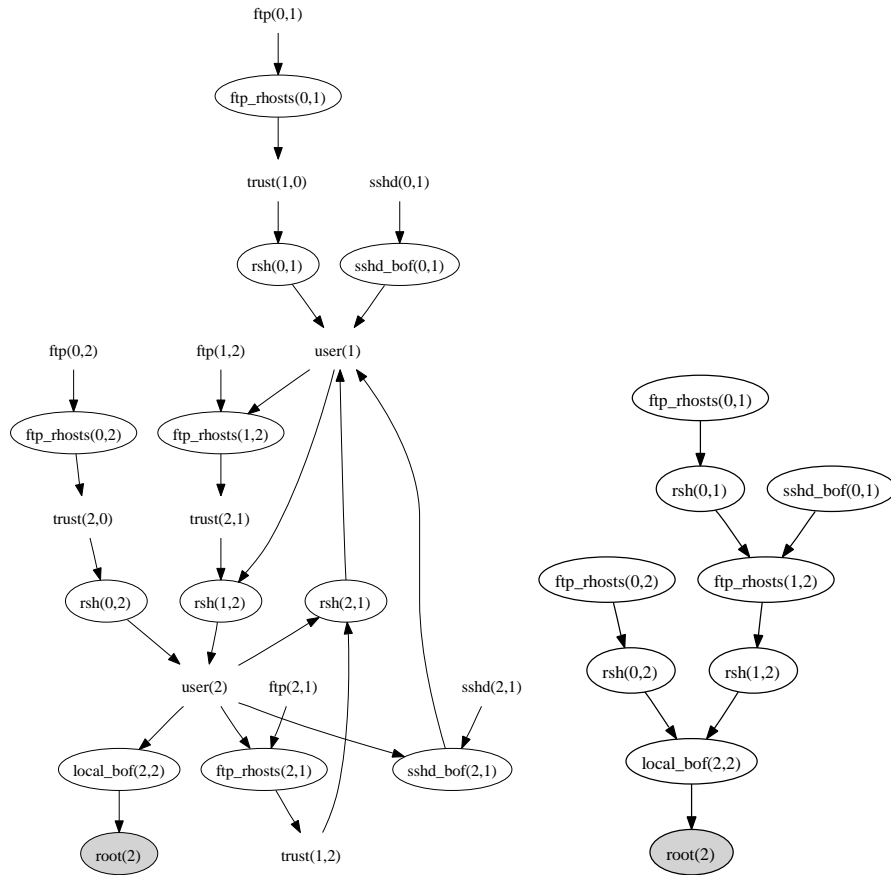 ftp(0,1)
ftp_rhosts(0,1)
trust(1,0)
sshd(0,1)
rsh(0,1)
sshd_bof(0,1)
ftp(0,2)
ftp(1,2)
user(1)
ftp_rhosts(0,2)
ftp_rhosts(1,2)
trust(2,0)
trust(2,1)
rsh(0,2)
rsh(1,2)
rsh(2,1)
user(2)
ftp(2,1)
sshd(2,1)
local_bof(2,2)
ftp_rhosts(2,1)
sshd_bof(2,1)
root(2)
trust(1,2)
ftp_rhosts(0,1)
rsh(0,1)
sshd_bof(0,1)
ftp_rhosts(0,2)
ftp_rhosts(1,2)
rsh(0,2)
rsh(1,2)
local_bof(2,2)
root(2)